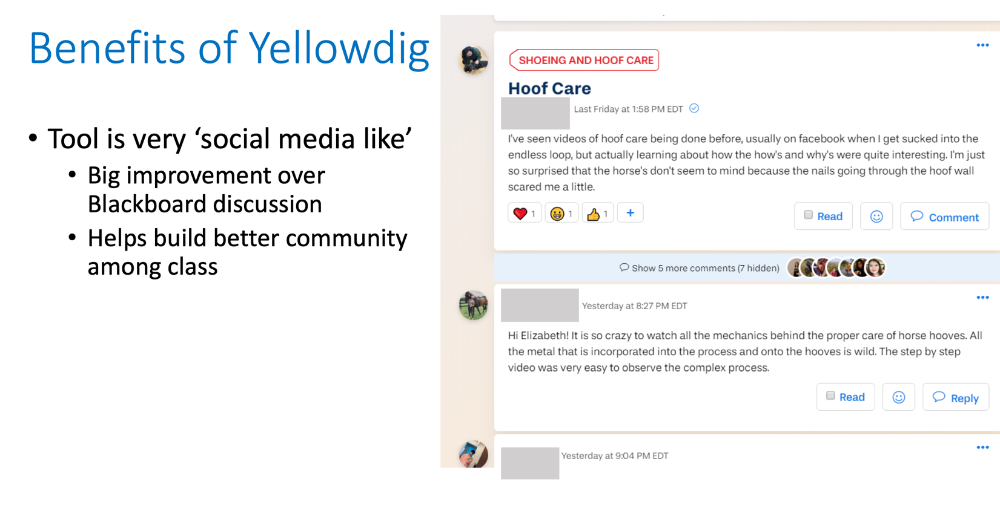 Benefits of Yellowdig
• Tool is very ‘social media like’
• Big improvement over
Blackboard discussion
• Helps build better community
among class
SHOEING AND HOOF CARE
Hoof Care
Last Friday at 1:58 PM EDT
I've seen videos of hoof care being done before, usually on facebook when I get sucked into the
endless loop, but actually learning about how the how's and why's were quite interesting. I'm just
so surprised that the horse's don't seem to mind because the nails going through the hoof wall
scared me a little.
1 1 1 + Read Comment
Show 5 more comments (7 hidden)
Yesterday at 8:27 PM EDT
Hi Elizabeth! It is so crazy to watch all the mechanics behind the proper care of horse hooves. All
the metal that is incorporated into the process and onto the hooves is wild. The step by step
video was very easy to observe the complex process.
Read Reply
Yesterday at 9:04 PM EDT